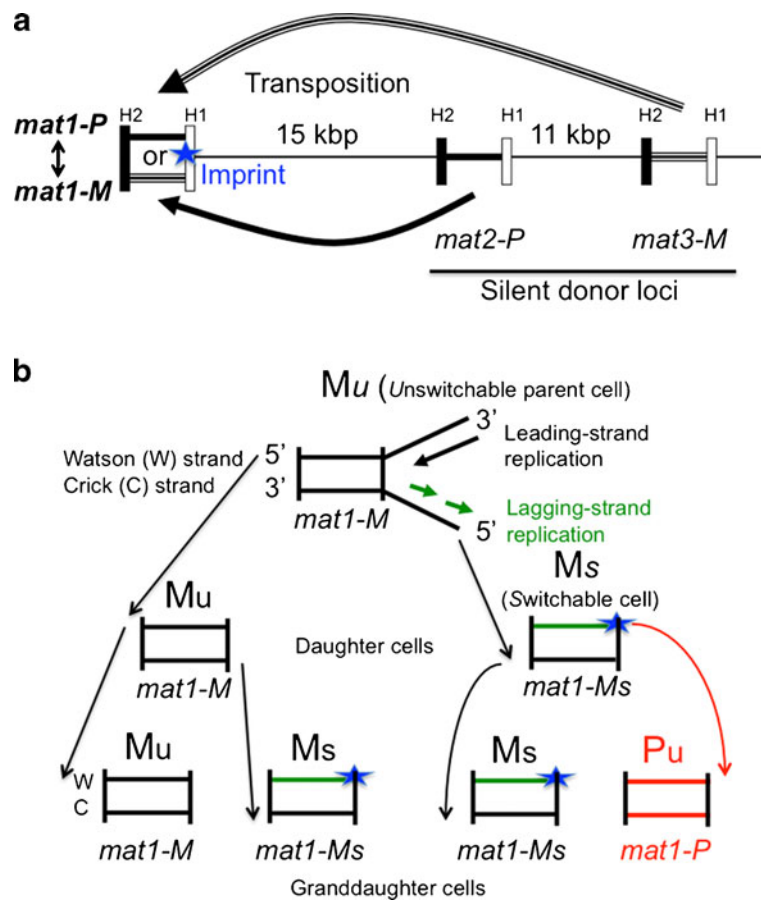 a
Transposition
H2 H1 H2 H1 H2 H1
mat1-P 15 kbp 11 kbp
or
mat1-M Imprint
mat2-P mat3-M
Silent donor loci
b
Mu (Unswitchable parent cell)
3’
5’ Leading-strand
replication
Watson (W) strand
Crick (C) strand
3’
mat1-M
Lagging-strand
replication
5’
Ms
(Switchable cell)
Mu
Daughter cells
mat1-M mat1-Ms
Mu Ms Ms Pu
W
C
mat1-M mat1-Ms mat1-Ms mat1-P
Granddaughter cells